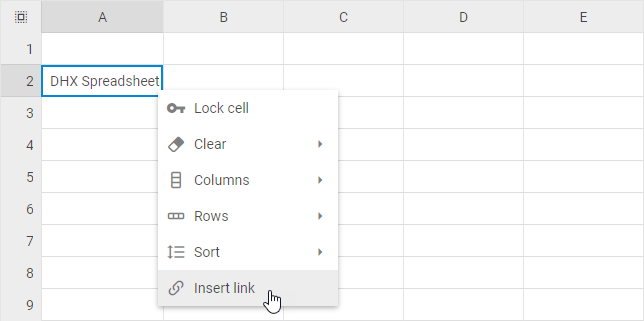 A B C D E
1
2 DHX Spreadsheet
3
Lock cell
4
Clear
5
Columns
6
Rows
7
Sort
8
Insert link
9